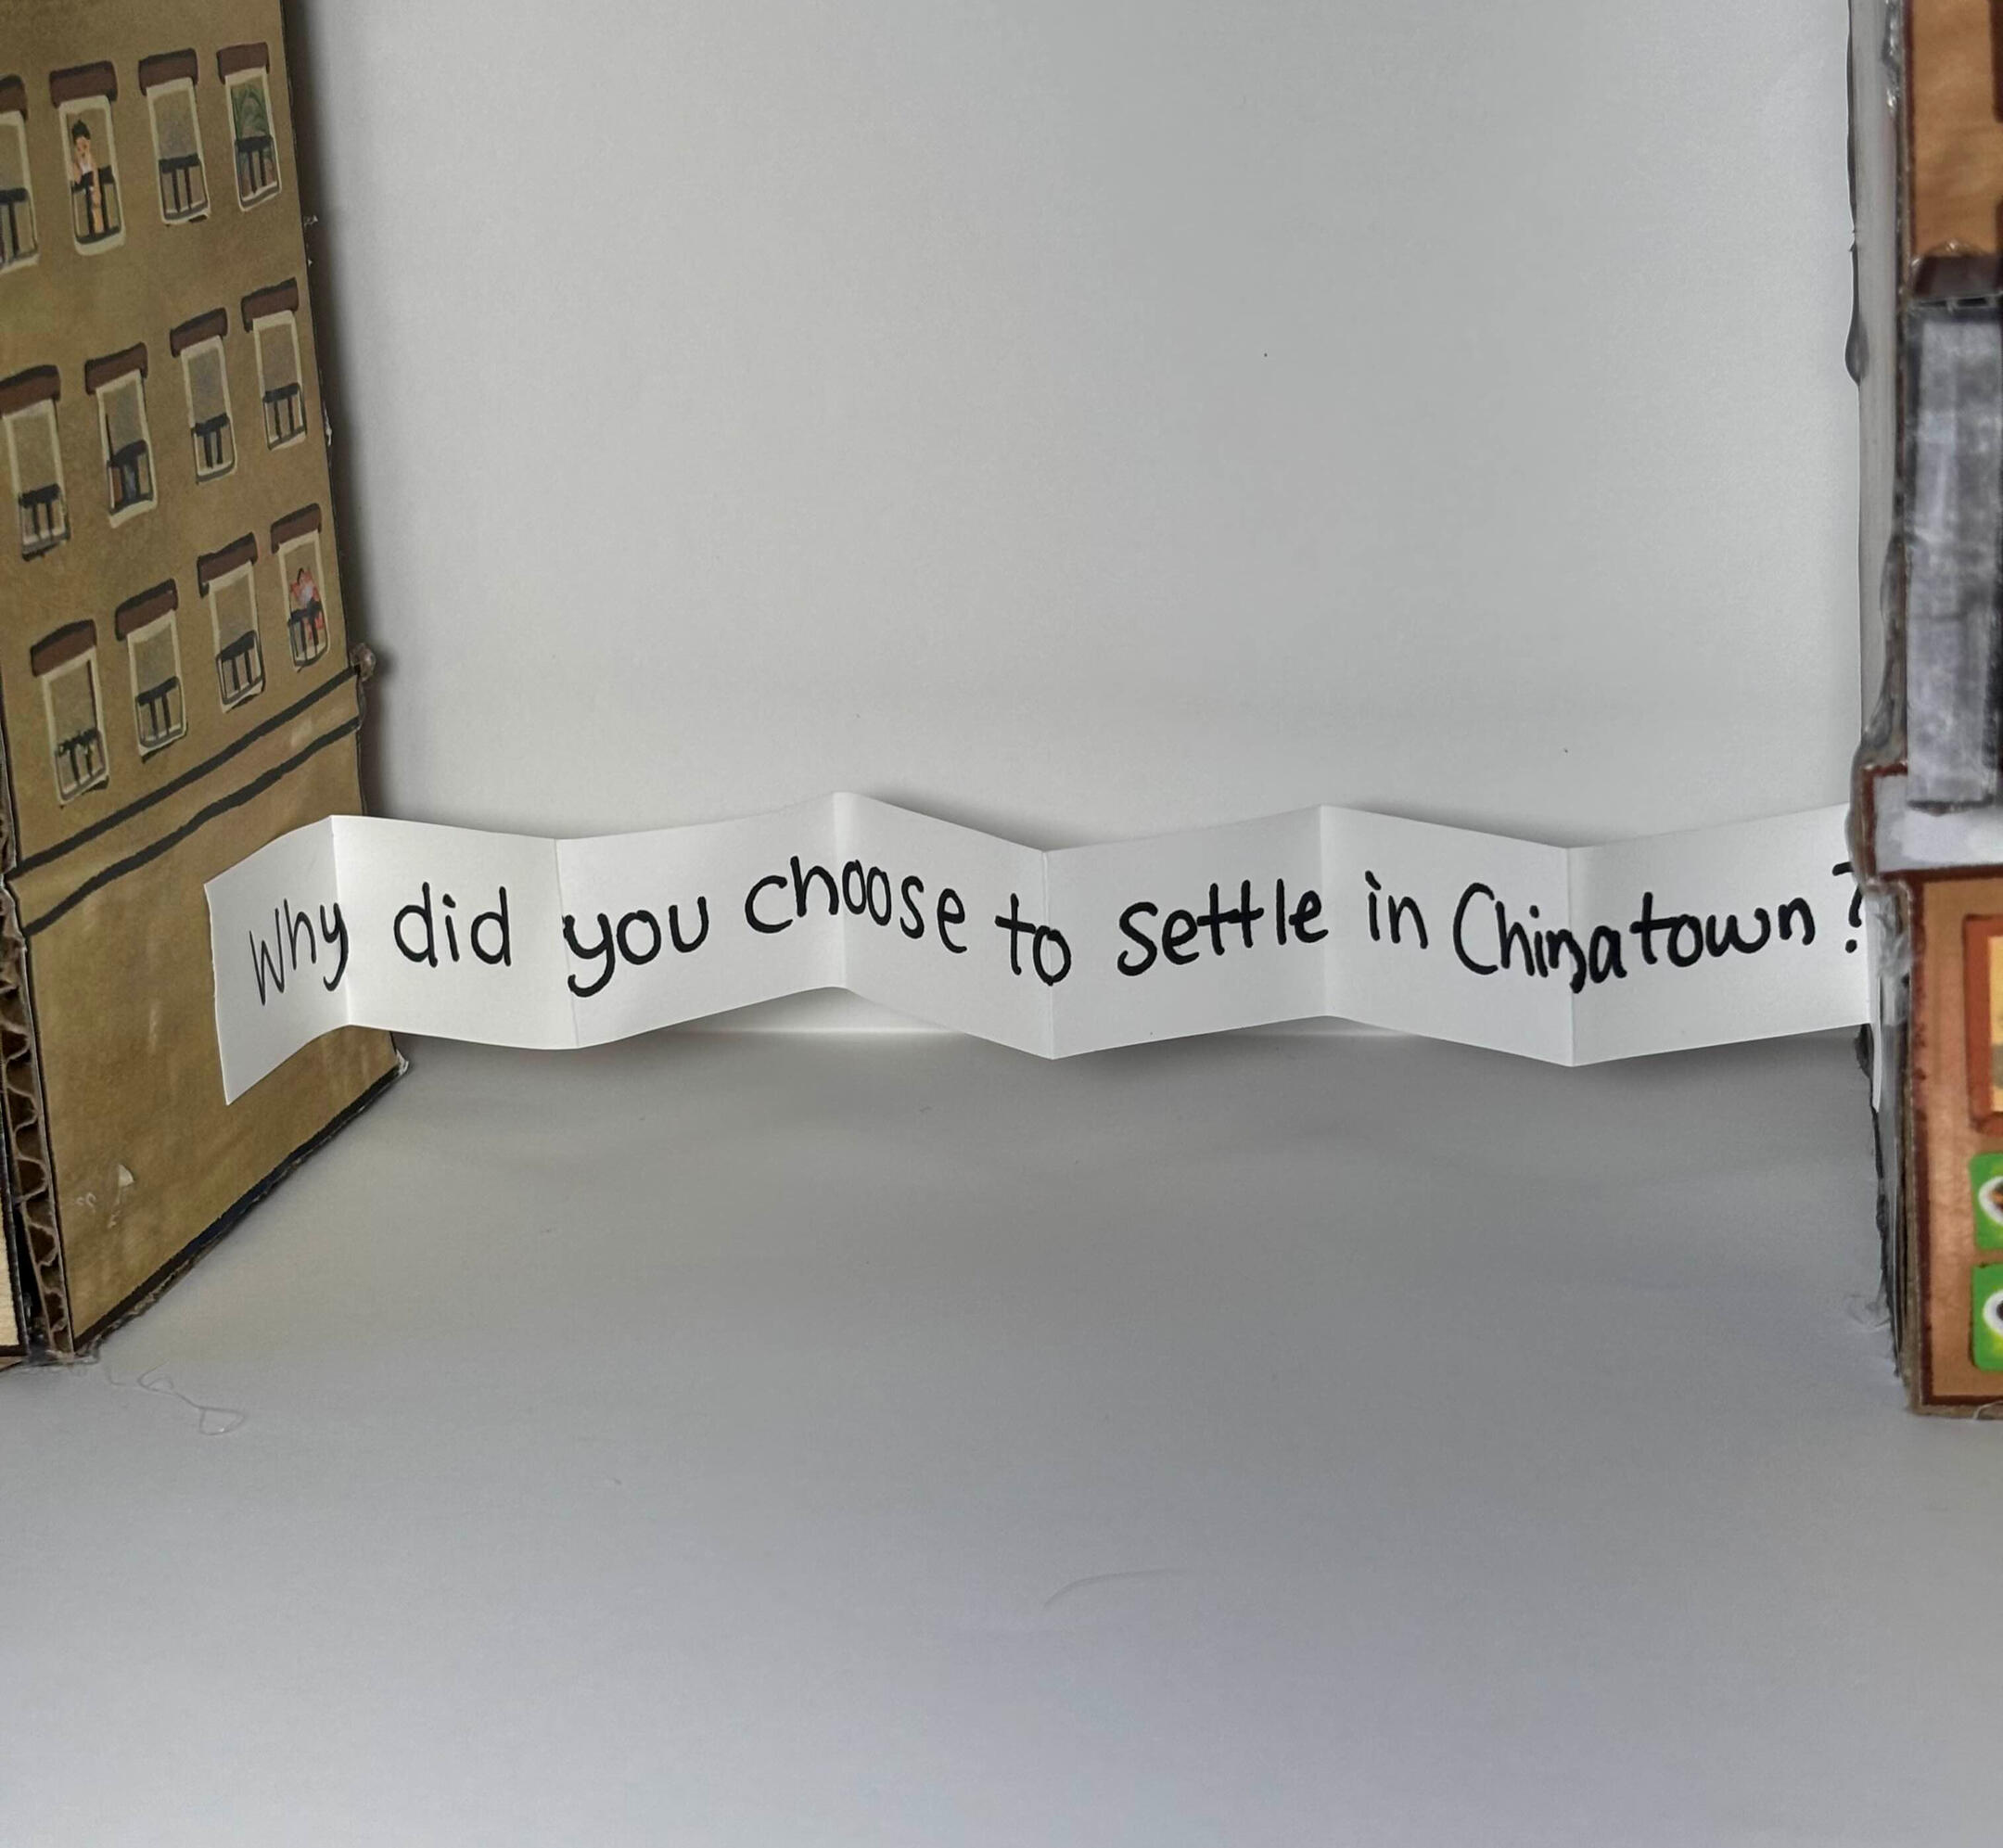 Why did you choose to settle in Chinatown?